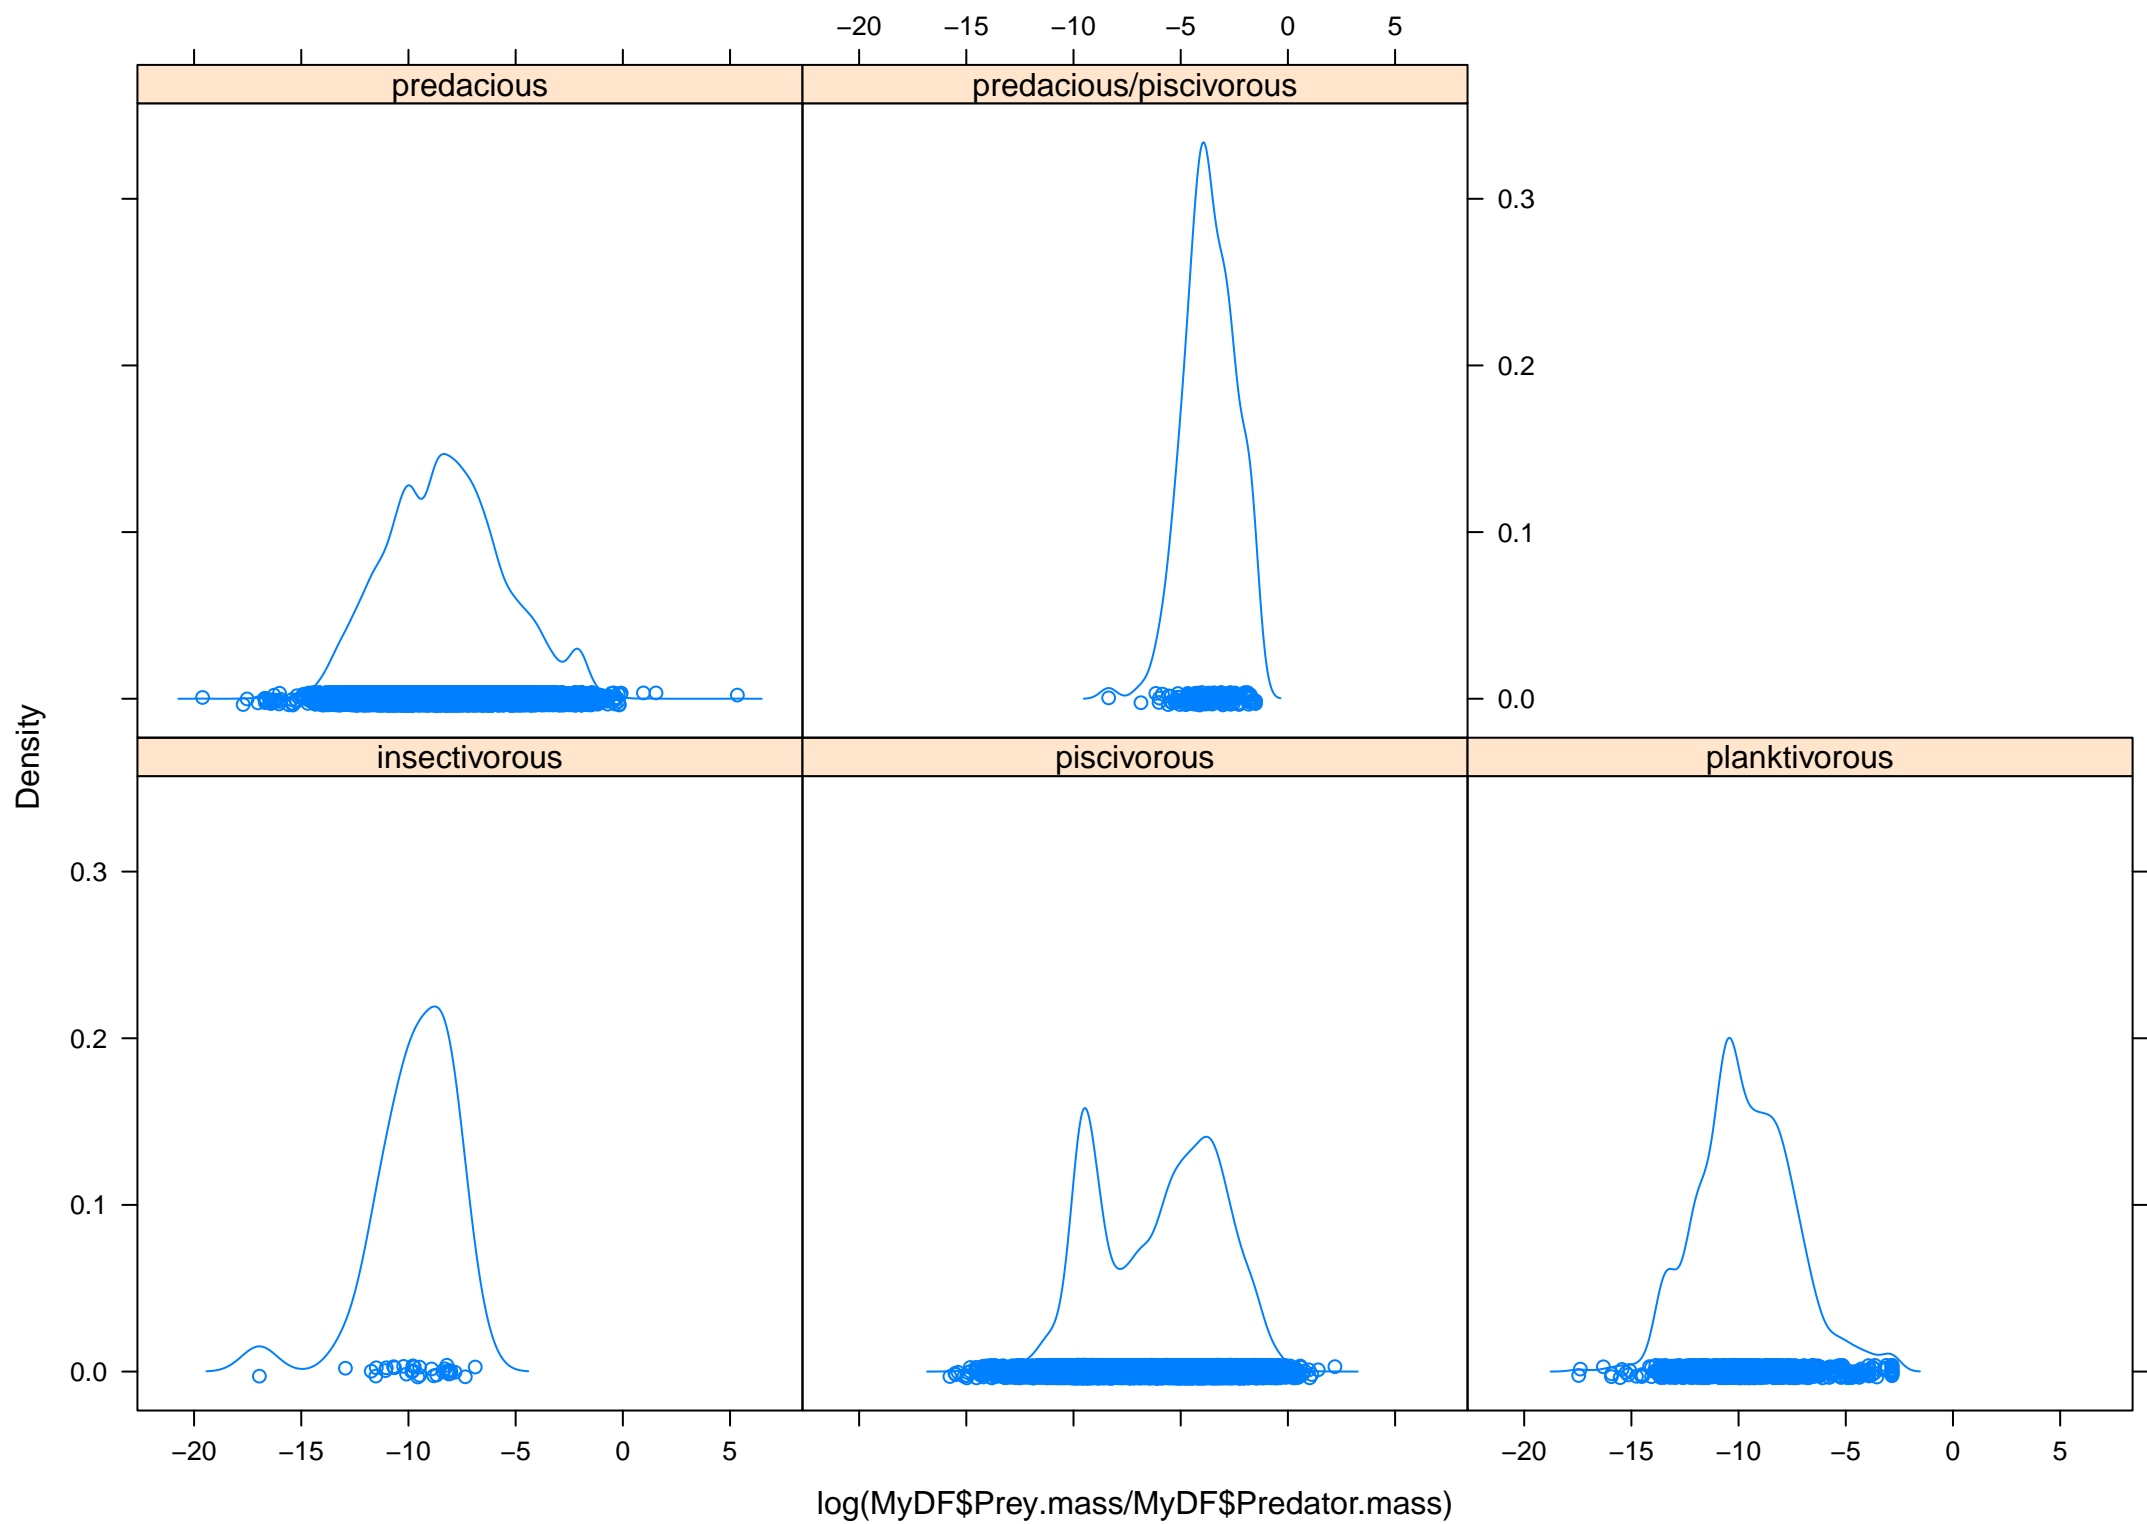 −20 −15 −10 −5 0 5
predacious predacious/piscivorous
0.3
0.2
0.1
0.0
Density
insectivorous piscivorous planktivorous
0.3
0.2
0.1
0.0
−20 −15 −10 −5 0 5 −20 −15 −10 −5 0 5
log(MyDF$Prey.mass/MyDF$Predator.mass)